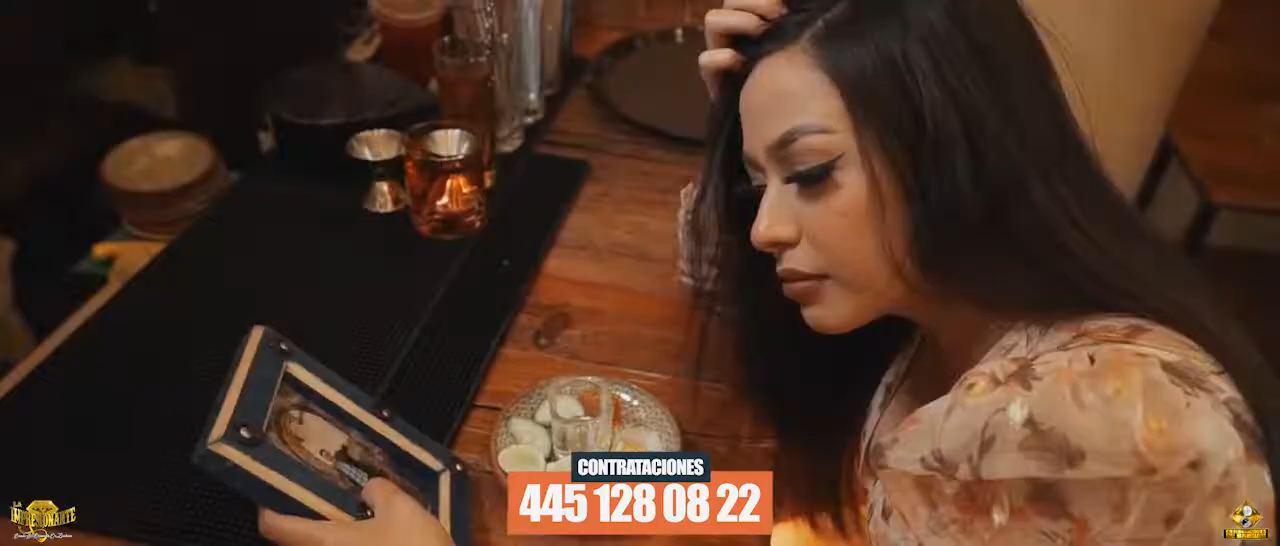 CONTRATACIONES
445 128 08 22
LA
IMPRESIONANTE